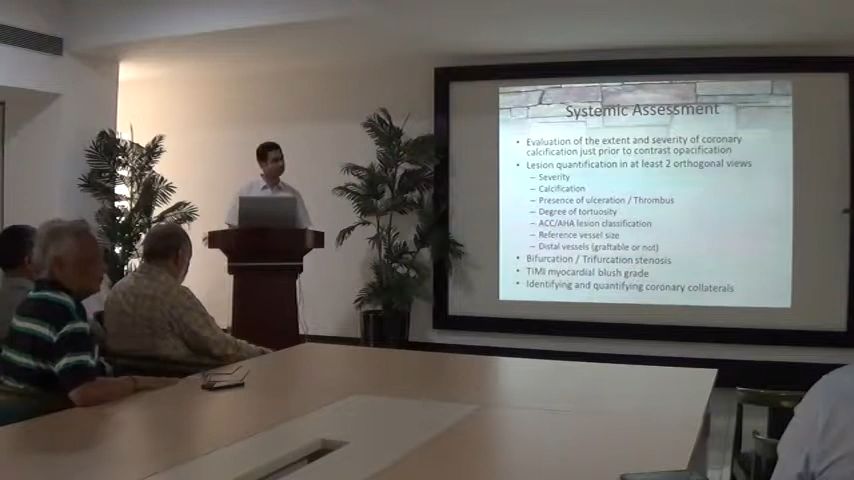 Systemic Assessment
• Evaluation of the extent and severity of coronary
calcification just prior to contrast opacification
• Lesion quantification in at least 2 orthogonal views
– Severity
– Calcification
– Presence of ulceration / Thrombus
– Degree of tortuosity
– ACC/AHA lesion classification
– Reference vessel size
– Distal vessels (graftable or not)
• Bifurcation / Trifurcation stenosis
• TIMI myocardial blush grade
• Identifying and quantifying coronary collaterals